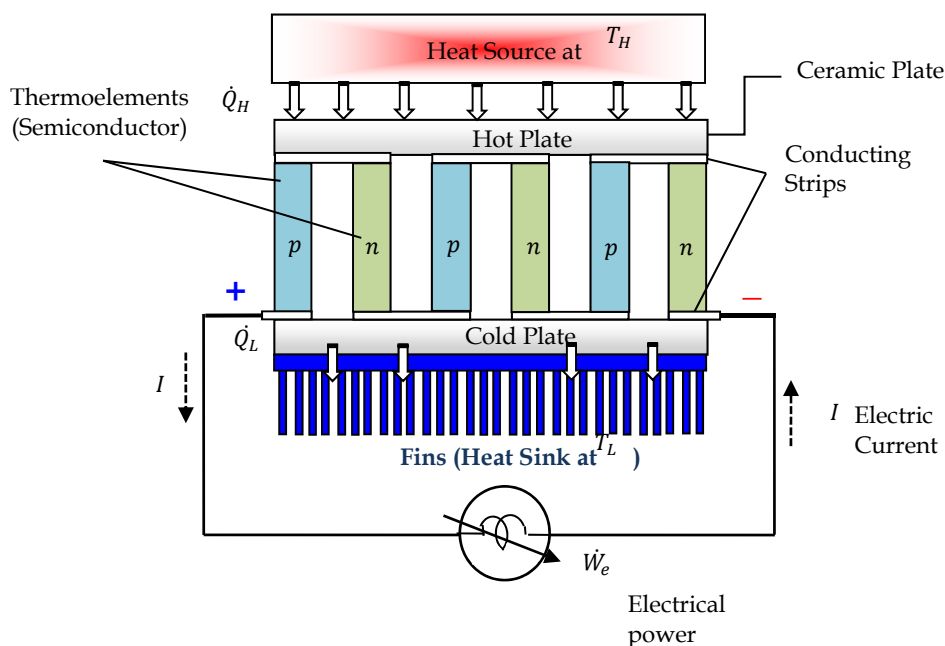 Heat Source at T_H
Ceramic Plate
Thermoelements
(Semiconductor)
Q̇_H
Hot Plate
Conducting
Strips
p n p n p n
+ −
Q̇_L
Cold Plate
I
I
Electric
Current
Fins (Heat Sink at T_L )
Ẇ_e
Electrical
power